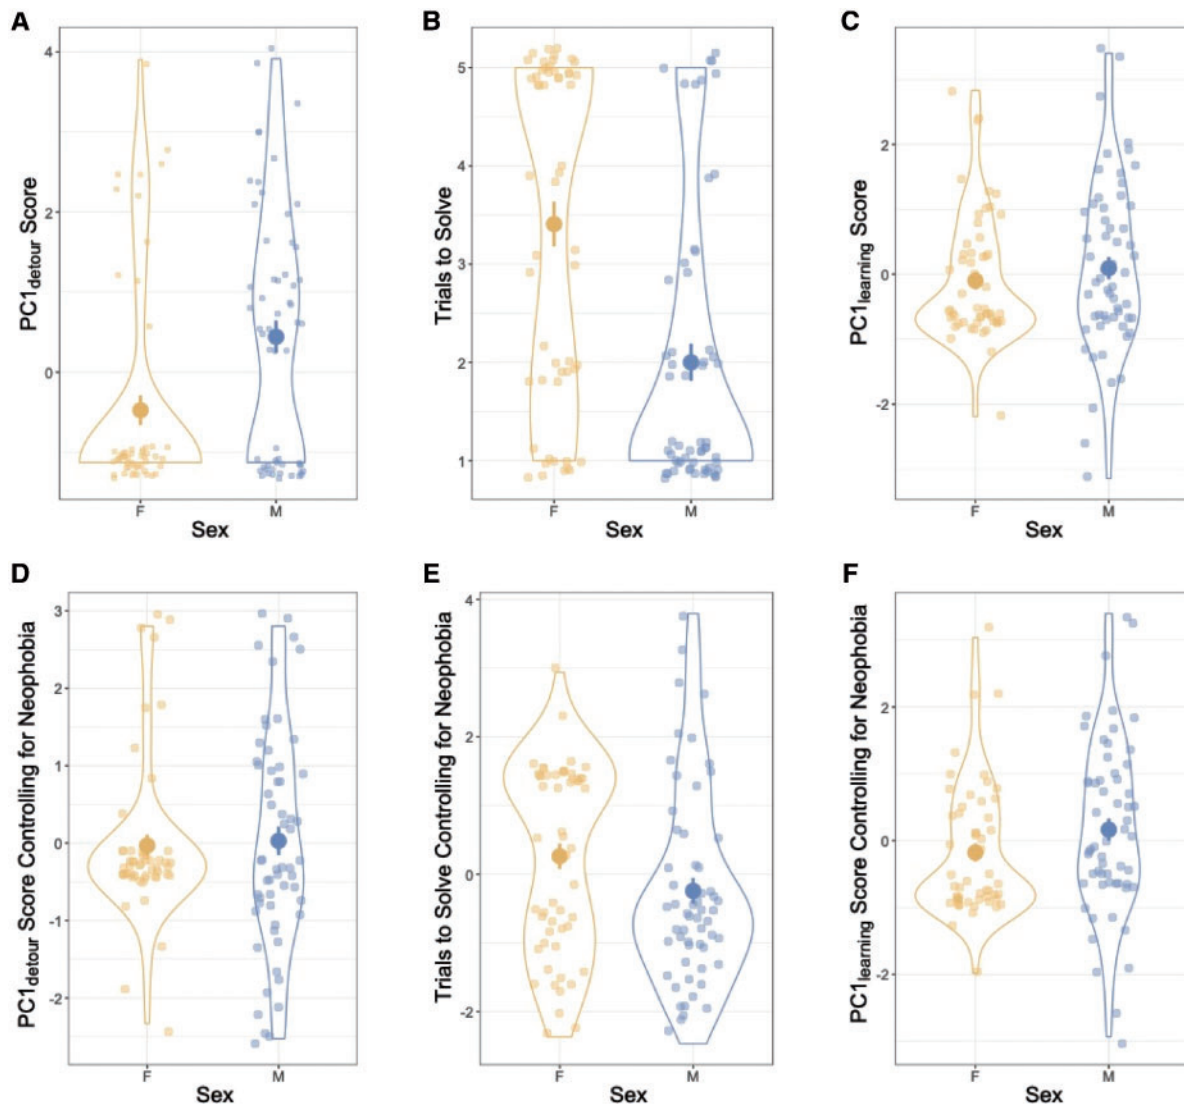 A
PC1detour Score
4
2
0
F
M
Sex
B
Trials to Solve
5
4
3
2
1
F
M
Sex
C
PC1learning Score
2
0
-2
F
M
Sex
D
PC1detour Score Controlling for Neophobia
3
2
1
0
-1
-2
F
M
Sex
E
Trials to Solve Controlling for Neophobia
4
2
0
-2
F
M
Sex
F
PC1learning Score Controlling for Neophobia
2
0
-2
F
M
Sex